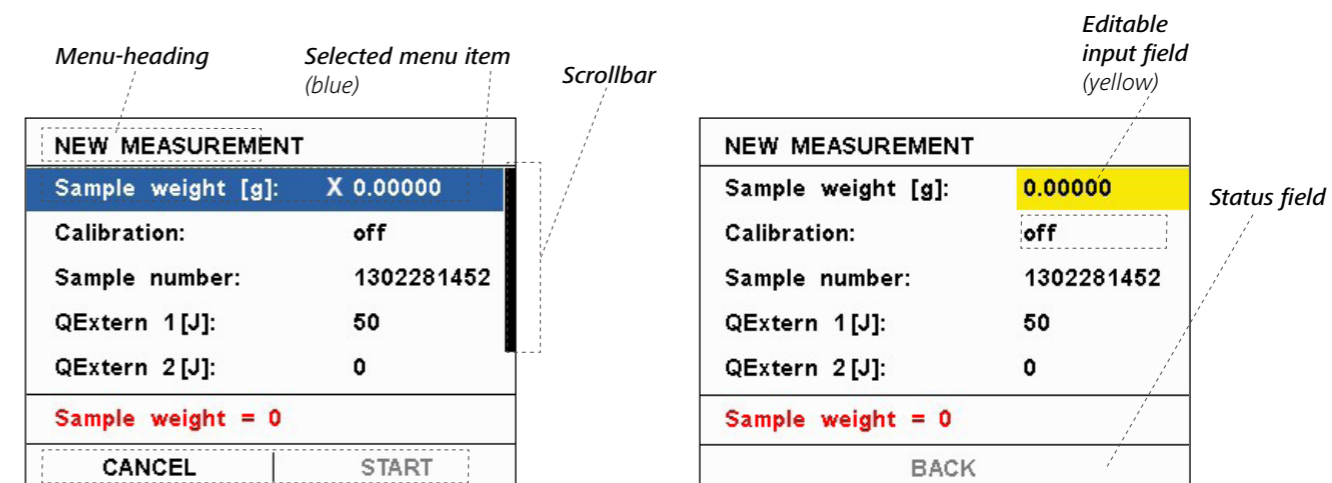 Menu-heading
Selected menu item
(blue)
Scrollbar
Editable
input field
(yellow)
NEW MEASUREMENT
Sample weight [g]: X 0.00000
Calibration: off
Sample number: 1302281452
QExtern 1[J]: 50
QExtern 2[J]: 0
Sample weight = 0
CANCEL START
NEW MEASUREMENT
Sample weight [g]: 0.00000
Calibration: off
Sample number: 1302281452
QExtern 1[J]: 50
QExtern 2[J]: 0
Sample weight = 0
BACK
Status field